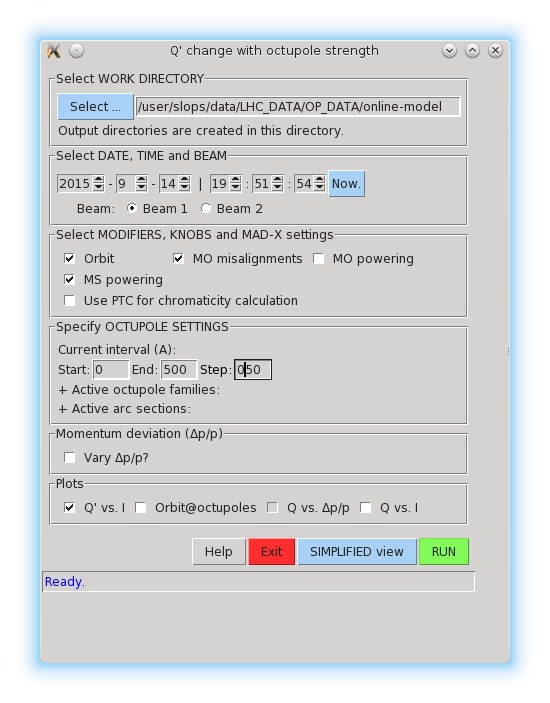 Q' change with octupole strength
Select WORK DIRECTORY
Select ... /user/slops/data/LHC_DATA/OP_DATA/online-model
Output directories are created in this directory.
Select DATE, TIME and BEAM
2015 - 9 - 14 | 19 : 51 : 54 Now.
Beam: Beam 1 Beam 2
Select MODIFIERS, KNOBS and MAD-X settings
Orbit MO misalignments MO powering
MS powering
Use PTC for chromaticity calculation
Specify OCTUPOLE SETTINGS
Current interval (A):
Start: 0 End: 500 Step: 050
+ Active octupole families:
+ Active arc sections:
Momentum deviation (Δp/p)
Vary Δp/p?
Plots
Q' vs. I Orbit@octupoles Q vs. Δp/p Q vs. I
Help Exit SIMPLIFIED view RUN
Ready.